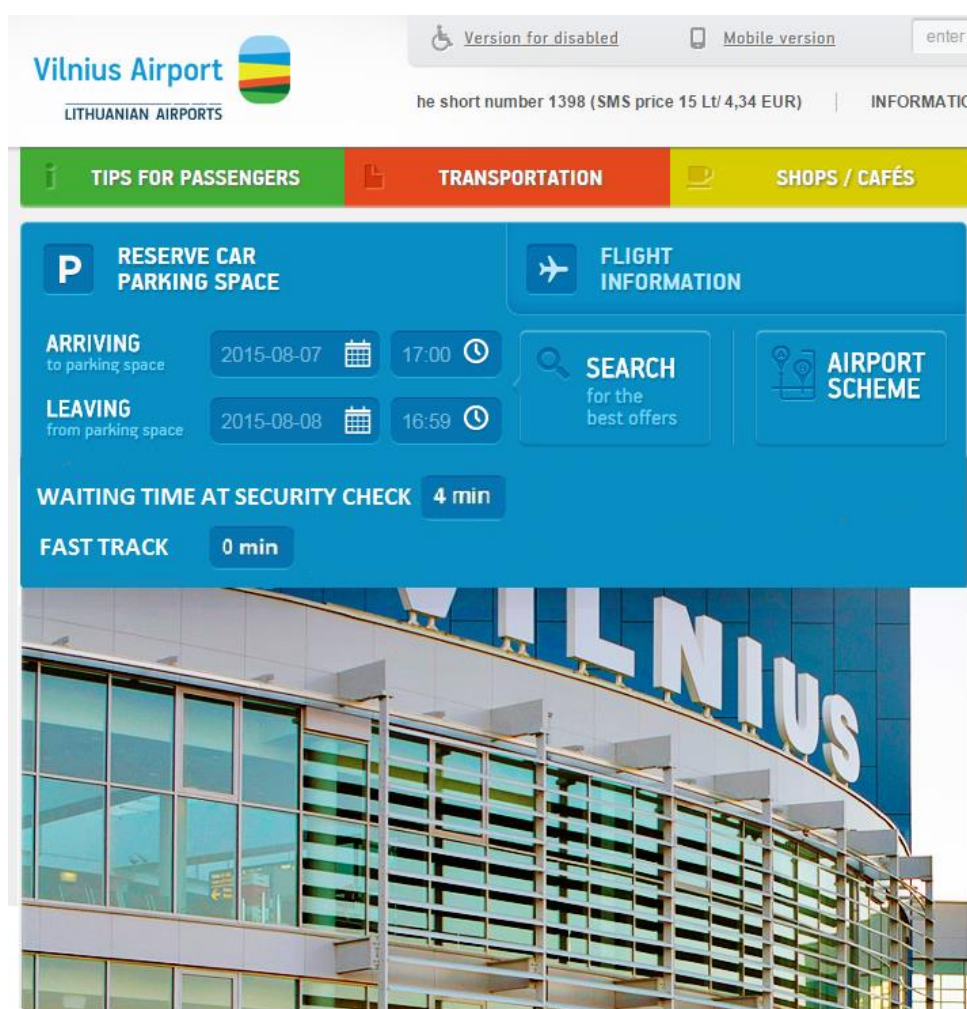 Version for disabled
Mobile version
enter
Vilnius Airport
LITHUANIAN AIRPORTS
he short number 1398 (SMS price 15 Lt/ 4,34 EUR)
INFORMATIO
TIPS FOR PASSENGERS
TRANSPORTATION
SHOPS / CAFÉS
P
RESERVE CAR
PARKING SPACE
FLIGHT
INFORMATION
ARRIVING
to parking space
2015-08-07
17:00
LEAVING
from parking space
2015-08-08
16:59
SEARCH
for the
best offers
AIRPORT
SCHEME
WAITING TIME AT SECURITY CHECK 4 min
FAST TRACK 0 min
VILNIUS